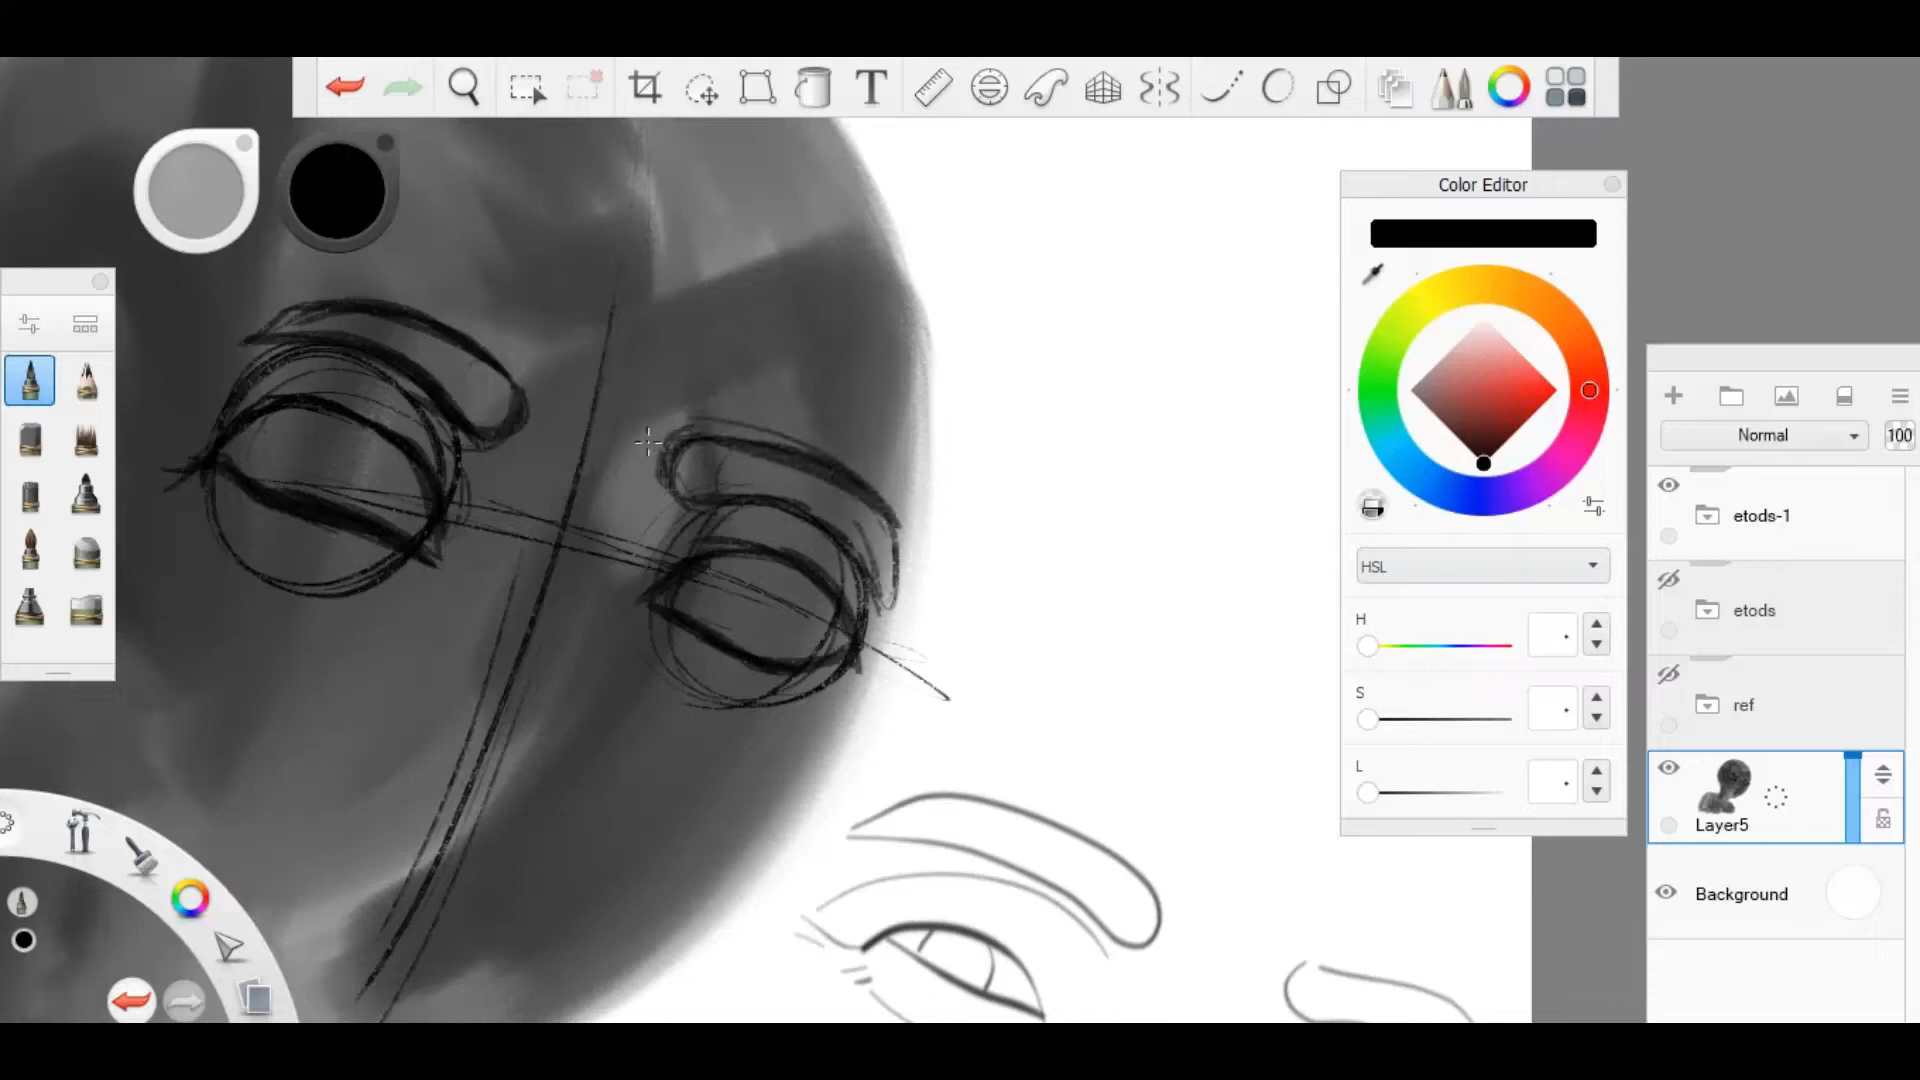 T
Color Editor
HSL
H
S
L
Normal
100
etods-1
etods
ref
Layer5
Background